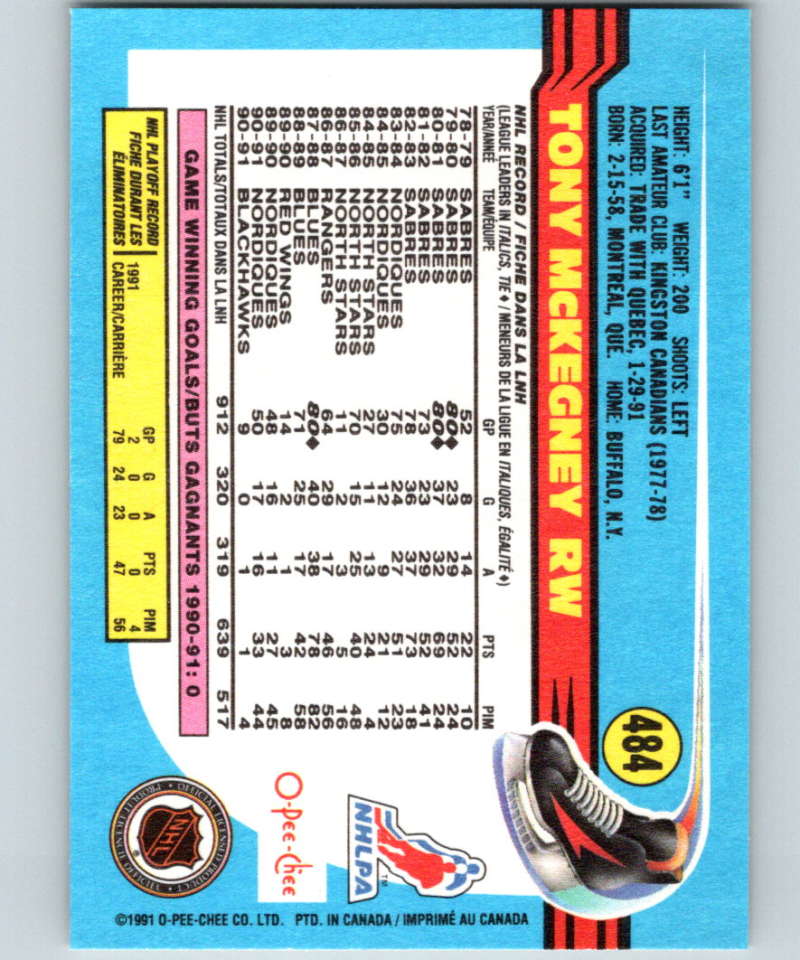 HEIGHT: 6'1" WEIGHT: 200 SHOOTS: LEFT
LAST AMATEUR CLUB: KINGSTON CANADIANS (1977-78)
ACQUIRED: TRADE WITH QUEBEC, 1-29-91
BORN: 2-15-58, MONTREAL, QUE. HOME: BUFFALO, N.Y.
484
TONY McKEGNEY RW
NHL RECORD / FICHE DANS LA LNH
(LEAGUE LEADERS IN ITALICS, TIE ♦ / MENEURS DE LA LIGUE EN ITALIQUES, ÉGALITÉ ♦)
YEAR/ANNÉE TEAM/ÉQUIPE GP G A PTS PIM
78-79 SABRES 52 8 14 22 10
79-80 SABRES 80♦ 23 29 52 24
80-81 SABRES 80♦ 37 32 69 24
81-82 SABRES 73 23 29 52 41
82-83 SABRES 78 36 37 73 18
83-84 NORDIQUES 75 24 27 51 23
84-85 NORDIQUES 30 12 9 21 12
84-85 NORTH STARS 27 11 13 24 4
85-86 NORTH STARS 70 15 25 40 48
86-87 NORTH STARS 11 2 3 5 16
86-87 RANGERS 64 29 17 46 56
87-88 BLUES 80♦ 40 38 78 82
88-89 BLUES 71 25 17 42 58
89-90 RED WINGS 14 2 1 3 8
89-90 NORDIQUES 48 16 11 27 45
90-91 NORDIQUES 50 17 16 33 44
90-91 BLACKHAWKS 9 0 1 1 4
NHL TOTALS/TOTAUX DANS LA LNH 912 320 319 639 517
GAME WINNING GOALS/BUTS GAGNANTS 1990-91: 0
NHL PLAYOFF RECORD GP G A PTS PIM
FICHE DURANT LES 1991 2 0 0 0 4
ÉLIMINATOIRES CAREER/CARRIÈRE 79 24 23 47 56
NHLPA™
O-Pee-Chee
NHL
®
OFFICIAL LICENSED PRODUCT • PRODUIT LICENCIÉ OFFICIEL •
©1991 O-PEE-CHEE CO. LTD. PTD. IN CANADA / IMPRIMÉ AU CANADA